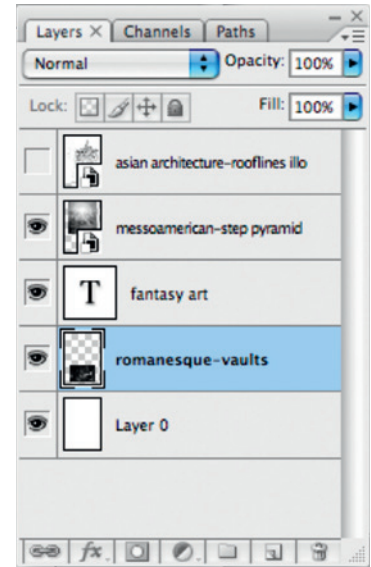 Layers × Channels Paths
Normal Opacity: 100%
Lock: Fill: 100%
asian architecture-rooflines illo
messoamerican-step pyramid
T fantasy art
romanesque-vaults
Layer 0
fx.